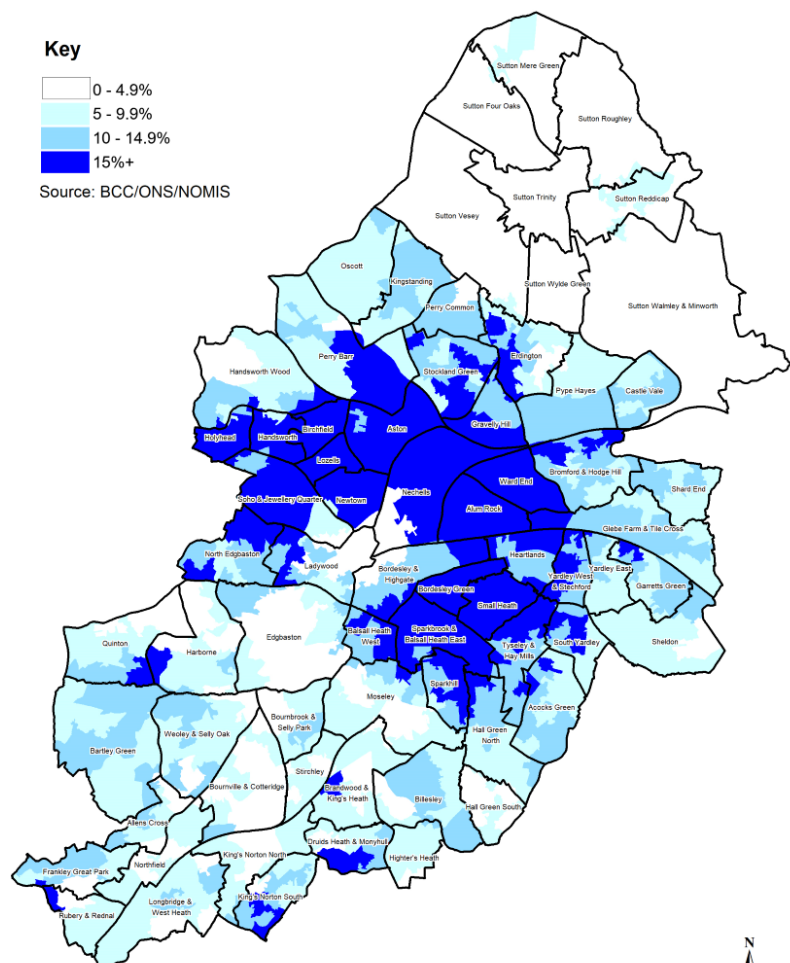 Key
0 - 4.9%
5 - 9.9%
10 - 14.9%
15%+
Source: BCC/ONS/NOMIS
Sutton Mere Green
Sutton Four Oaks
Sutton Roughley
Sutton Trinity
Sutton Reddicap
Sutton Vesey
Oscott
Kingstanding
Sutton Wylde Green
Sutton Walmley & Minworth
Perry Common
Perry Barr
Erdington
Handsworth Wood
Stockland Green
Pype Hayes
Castle Vale
Holyhead
Handsworth
Birchfield
Aston
Gravelly Hill
Lozells
Bromford & Hodge Hill
Ward End
Shard End
Soho & Jewellery Quarter
Newtown
Nechells
Alum Rock
Glebe Farm & Tile Cross
North Edgbaston
Ladywood
Bordesley &
Highgate
Heartlands
Yardley East
Yardley West
& Stechford
Garretts Green
Bordesley Green
Small Heath
Balsall Heath
West
Sparkbrook &
Balsall Heath East
Edgbaston
Quinton
Harborne
Tyseley &
Hay Mills
South Yardley
Sheldon
Sparkhill
Moseley
Acocks Green
Bartley Green
Weoley & Selly Oak
Bournbrook &
Selly Park
Hall Green
North
Stirchley
Bournville & Cotteridge
Brandwood &
King's Heath
Billesley
Hall Green South
Allens Cross
Druids Heath & Monyhull
King's Norton North
Highter's Heath
Northfield
Frankley Great Park
Longbridge &
West Heath
King's Norton South
Rubery & Rednal
N